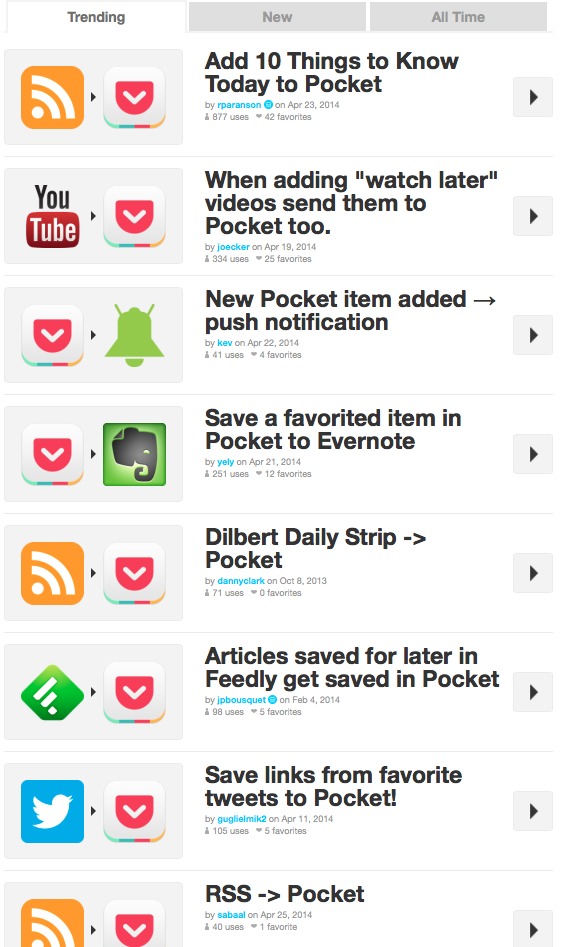 Trending
New
All Time
Add 10 Things to Know
Today to Pocket
by rparanson on Apr 23, 2014
877 uses 42 favorites
You
Tube
When adding "watch later"
videos send them to
Pocket too.
by joecker on Apr 19, 2014
334 uses 25 favorites
New Pocket item added →
push notification
by kev on Apr 22, 2014
41 uses 4 favorites
Save a favorited item in
Pocket to Evernote
by yely on Apr 21, 2014
251 uses 12 favorites
Dilbert Daily Strip ->
Pocket
by dannyclark on Oct 8, 2013
71 uses 0 favorites
Articles saved for later in
Feedly get saved in Pocket
by jpbousquet on Feb 4, 2014
98 uses 5 favorites
Save links from favorite
tweets to Pocket!
by guglielmik2 on Apr 11, 2014
105 uses 5 favorites
RSS -> Pocket
by sabaal on Apr 25, 2014
40 uses 1 favorite